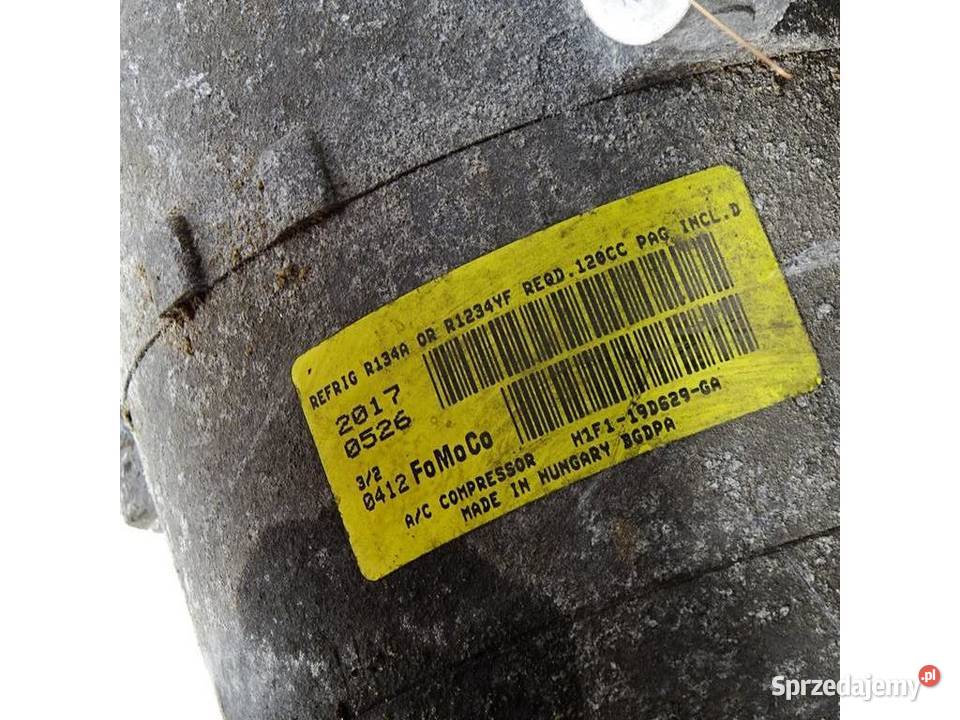 REFRIG R134A OR R1234YF REQD.120CC PAG INCL.D
2017
0526
3/2
0412 FoMoCo
H1F1-19D629-GA
A/C COMPRESSOR
MADE IN HUNGARY BGDPA
Sprzedajemy.pl